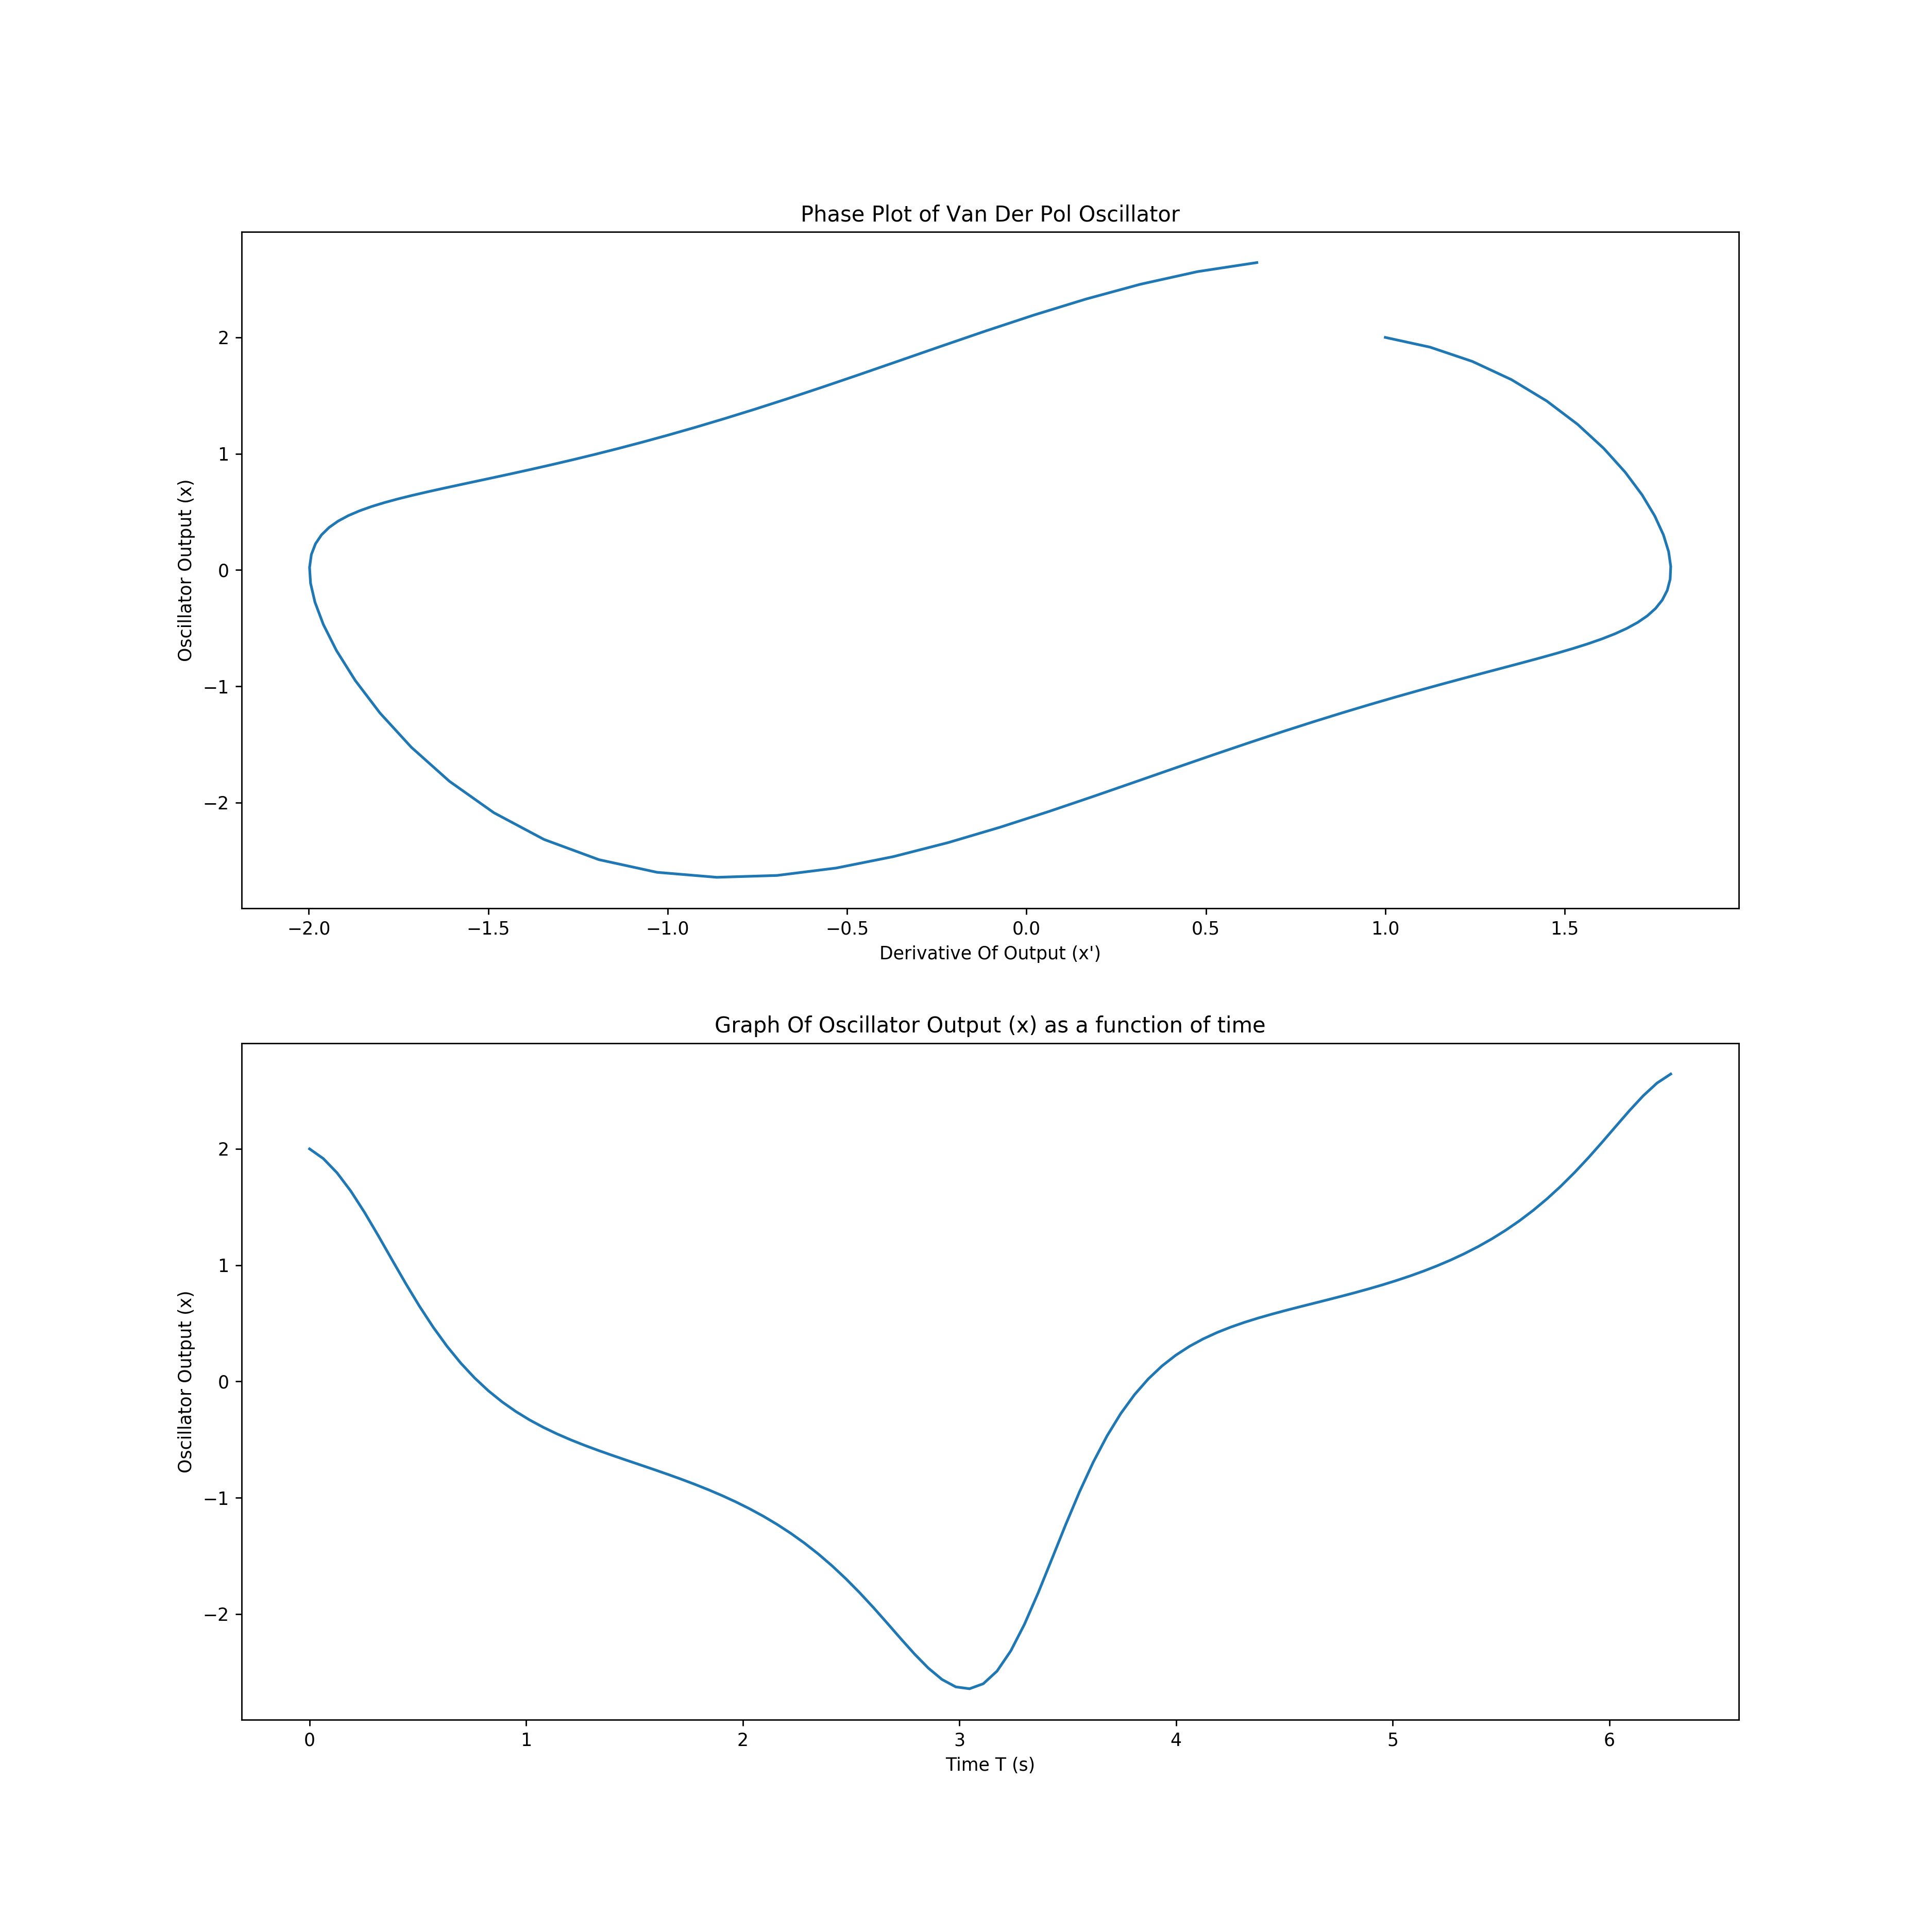 Phase Plot of Van Der Pol Oscillator
2
1
0
−1
−2
Oscillator Output (x)
−2.0 −1.5 −1.0 −0.5 0.0 0.5 1.0 1.5
Derivative Of Output (x')
Graph Of Oscillator Output (x) as a function of time
2
1
0
−1
−2
Oscillator Output (x)
0 1 2 3 4 5 6
Time T (s)